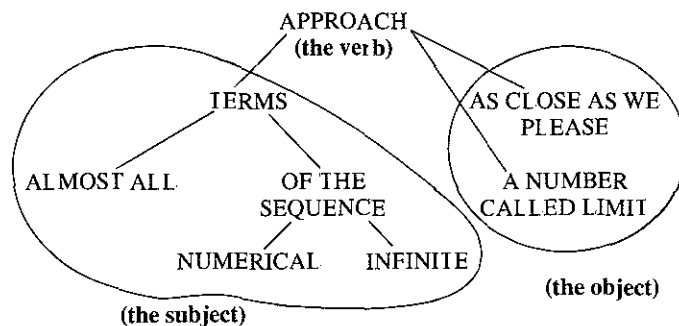 APPROACH
(the verb)
TERMS
AS CLOSE AS WE
PLEASE
ALMOST ALL
OF THE
SEQUENCE
A NUMBER
CALLED LIMIT
NUMERICAL
INFINITE
(the subject)
(the object)